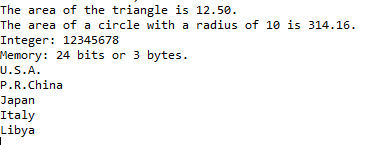 The area of the triangle is 12.50.
The area of a circle with a radius of 10 is 314.16.
Integer: 12345678
Memory: 24 bits or 3 bytes.
U.S.A.
P.R.China
Japan
Italy
Libya